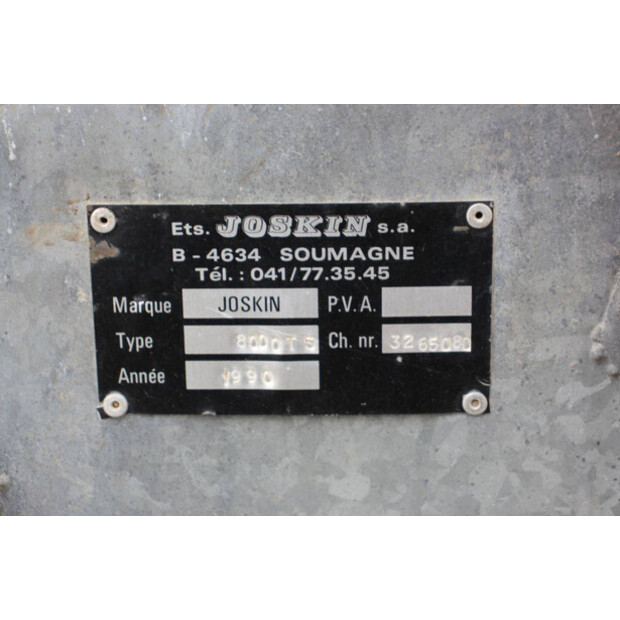 Ets. JOSKIN s.a.
B - 4634 SOUMAGNE
Tél. : 041/77.35.45
Marque JOSKIN P.V.A.
Type 8000TS Ch. nr. 3265080
Année 1990